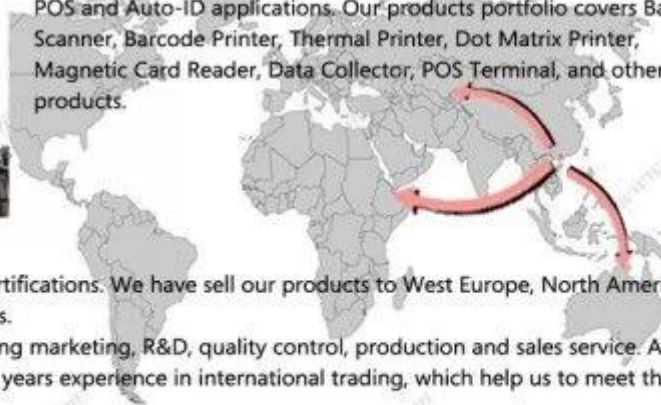 POS and Auto-ID applications. Our products portfolio covers Ba
Scanner, Barcode Printer, Thermal Printer, Dot Matrix Printer,
Magnetic Card Reader, Data Collector, POS Terminal, and other
products.
rtifications. We have sell our products to West Europe, North Amer
s.
ng marketing, R&D, quality control, production and sales service. A
years experience in international trading, which help us to meet th